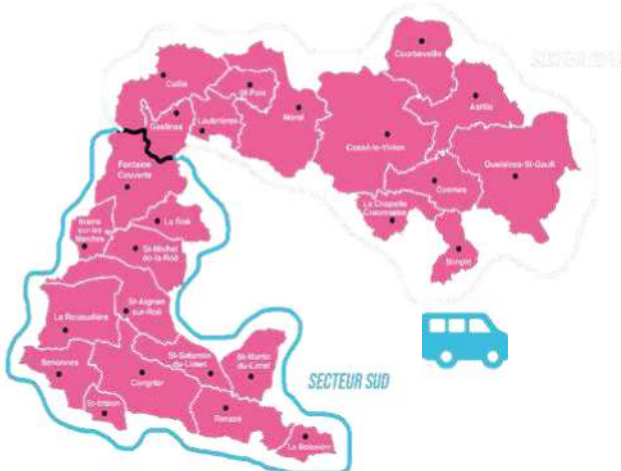 Courbeveille
SECTEUR
Cuillé
St-Poix
Astillé
Gastines
Laubrières
Méral
Cossé-le-Vivien
Quelaines-St-Gault
Fontaine
Couverte
Cosmes
La Chapelle
Craonnaise
La Roë
Brains
sur-les
Marches
St-Michel
de-la-Roë
Simplé
St-Aignan
sur-Roë
La Rouaudière
St-Saturnin
du-Limet
St-Martin
du-Limet
Senonnes
Congrier
SECTEUR SUD
St-Erblon
Renazé
La Boissière